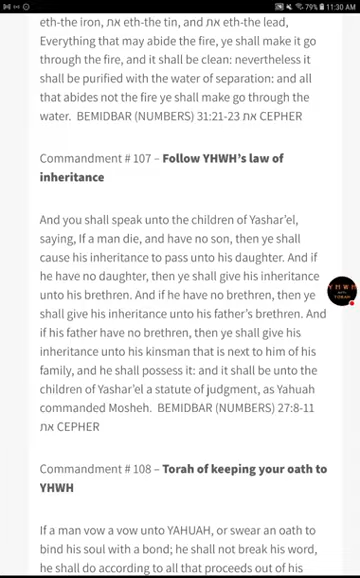 79% 11:30 AM
eth-the iron, את eth-the tin, and את eth-the lead,
Everything that may abide the fire, ye shall make it go
through the fire, and it shall be clean: nevertheless it
shall be purified with the water of separation: and all
that abides not the fire ye shall make go through the
water.  BEMIDBAR (NUMBERS) 31:21-23 את CEPHER
Commandment # 107 – Follow YHWH’s law of
inheritance
And you shall speak unto the children of Yashar’el,
saying, If a man die, and have no son, then ye shall
cause his inheritance to pass unto his daughter. And if
he have no daughter, then ye shall give his inheritance
unto his brethren. And if he have no brethren, then ye
shall give his inheritance unto his father’s brethren. And
if his father have no brethren, then ye shall give his
inheritance unto his kinsman that is next to him of his
family, and he shall possess it: and it shall be unto the
children of Yashar’el a statute of judgment, as Yahuah
commanded Mosheh.  BEMIDBAR (NUMBERS) 27:8-11
את CEPHER
YHWH
TORAH
Commandment # 108 – Torah of keeping your oath to
YHWH
If a man vow a vow unto YAHUAH, or swear an oath to
bind his soul with a bond; he shall not break his word,
he shall do according to all that proceeds out of his